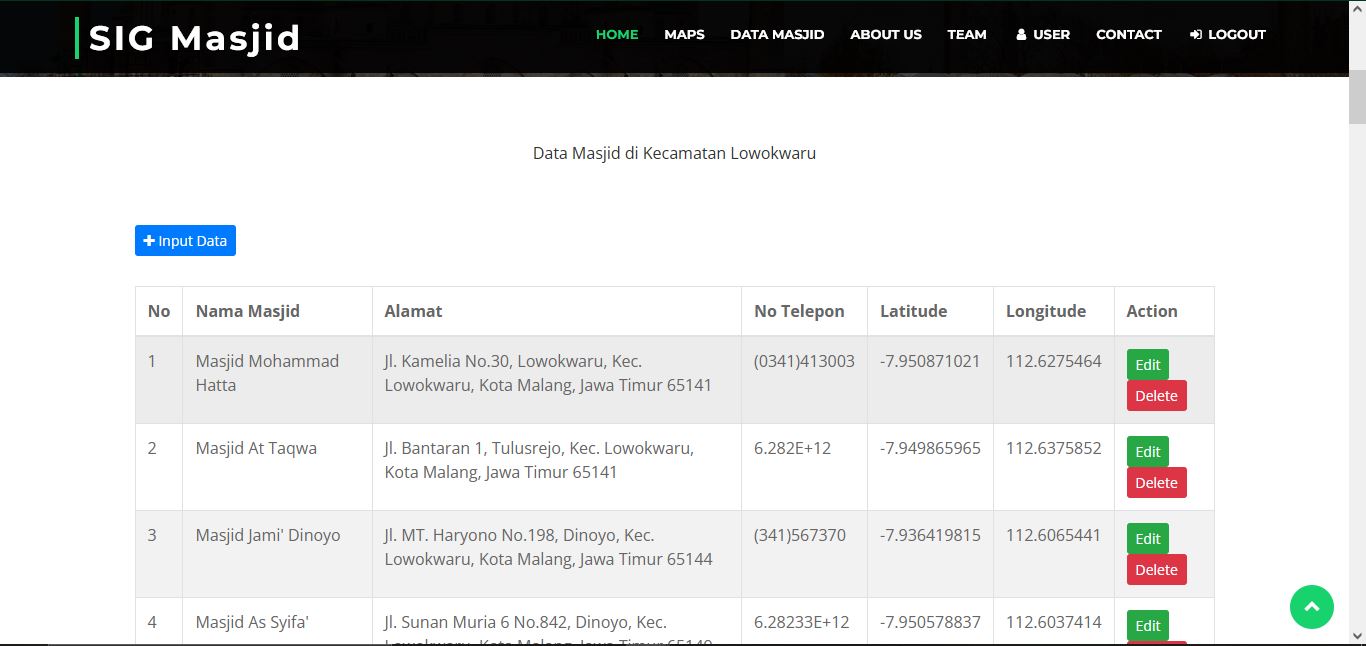 SIG Masjid
HOME MAPS DATA MASJID ABOUT US TEAM USER CONTACT LOGOUT
Data Masjid di Kecamatan Lowokwaru
Input Data
No Nama Masjid Alamat No Telepon Latitude Longitude Action
1 Masjid Mohammad Jl. Kamelia No.30, Lowokwaru, Kec. (0341)413003 -7.950871021 112.6275464 Edit
Hatta Lowokwaru, Kota Malang, Jawa Timur 65141 Delete
2 Masjid At Taqwa Jl. Bantaran 1, Tulusrejo, Kec. Lowokwaru, 6.282E+12 -7.949865965 112.6375852 Edit
Kota Malang, Jawa Timur 65141 Delete
3 Masjid Jami' Dinoyo Jl. MT. Haryono No.198, Dinoyo, Kec. (341)567370 -7.936419815 112.6065441 Edit
Lowokwaru, Kota Malang, Jawa Timur 65144 Delete
4 Masjid As Syifa' Jl. Sunan Muria 6 No.842, Dinoyo, Kec. 6.28233E+12 -7.950578837 112.6037414 Edit
Lowokwaru, Kota Malang, Jawa Timur